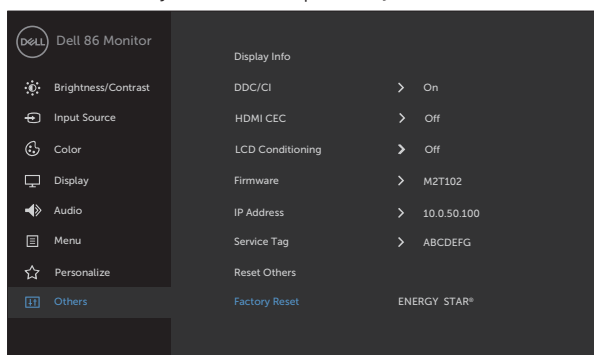 DELL Dell 86 Monitor
Display Info
Brightness/Contrast DDC/CI On
Input Source HDMI CEC Off
Color LCD Conditioning Off
Display Firmware M2T102
Audio IP Address 10.0.50.100
Menu Service Tag ABCDEFG
Personalize Reset Others
Others Factory Reset ENERGY STAR®